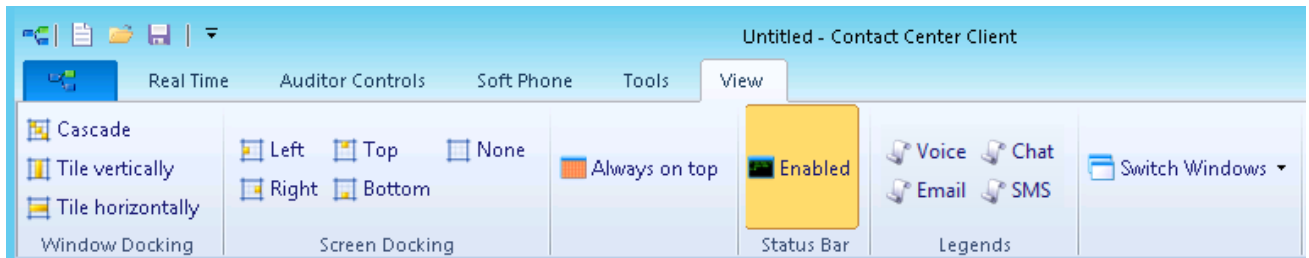 Untitled - Contact Center Client
Real Time Auditor Controls Soft Phone Tools View
Cascade
Tile vertically
Tile horizontally
Window Docking
Left Top None
Right Bottom
Screen Docking
Always on top
Enabled
Status Bar
Voice Chat
Email SMS
Legends
Switch Windows